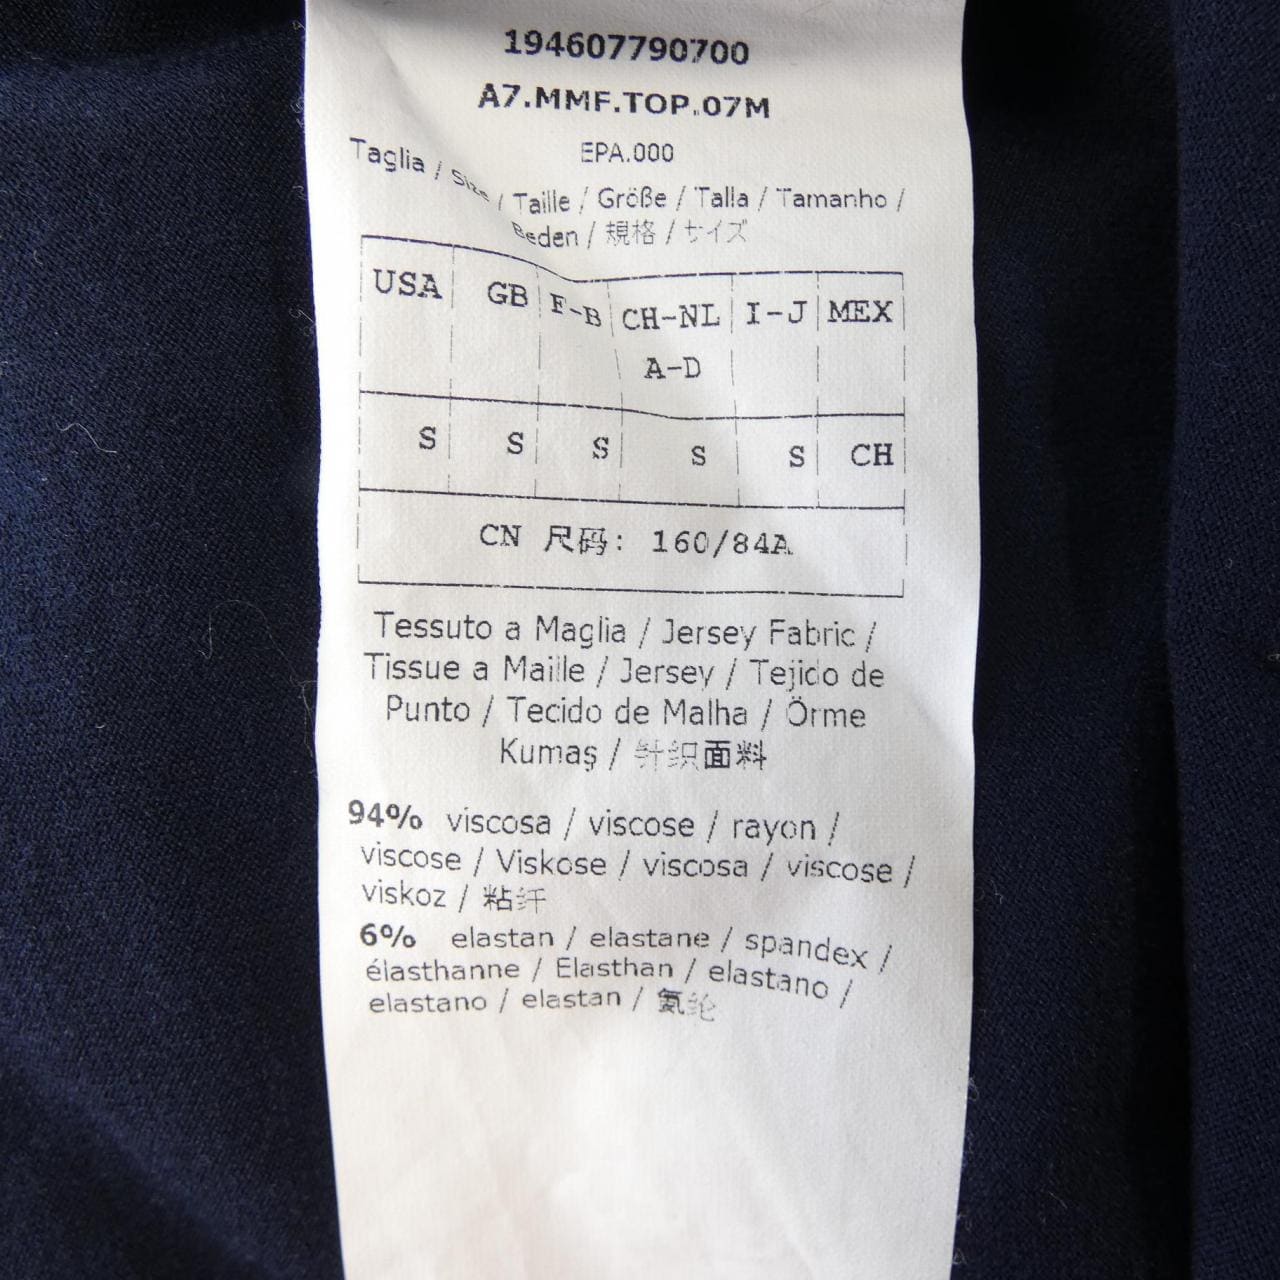 194607790700
A7.MMF.TOP.07M
EPA.000
Taglia / Size / Taille / Größe / Talla / Tamanho /
Beden / 規格 / サイズ
USA GB F-B CH-NL I-J MEX
A-D
S S S S S CH
CN 尺码: 160/84A
Tessuto a Maglia / Jersey Fabric /
Tissue a Maille / Jersey / Tejido de
Punto / Tecido de Malha / Örme
Kumaş / 针织面料
94% viscosa / viscose / rayon /
viscose / Viskose / viscosa / viscose /
viskoz / 粘纤
6% elastan / elastane / spandex /
élasthanne / Elasthan / elastano /
elastano / elastan / 氨纶